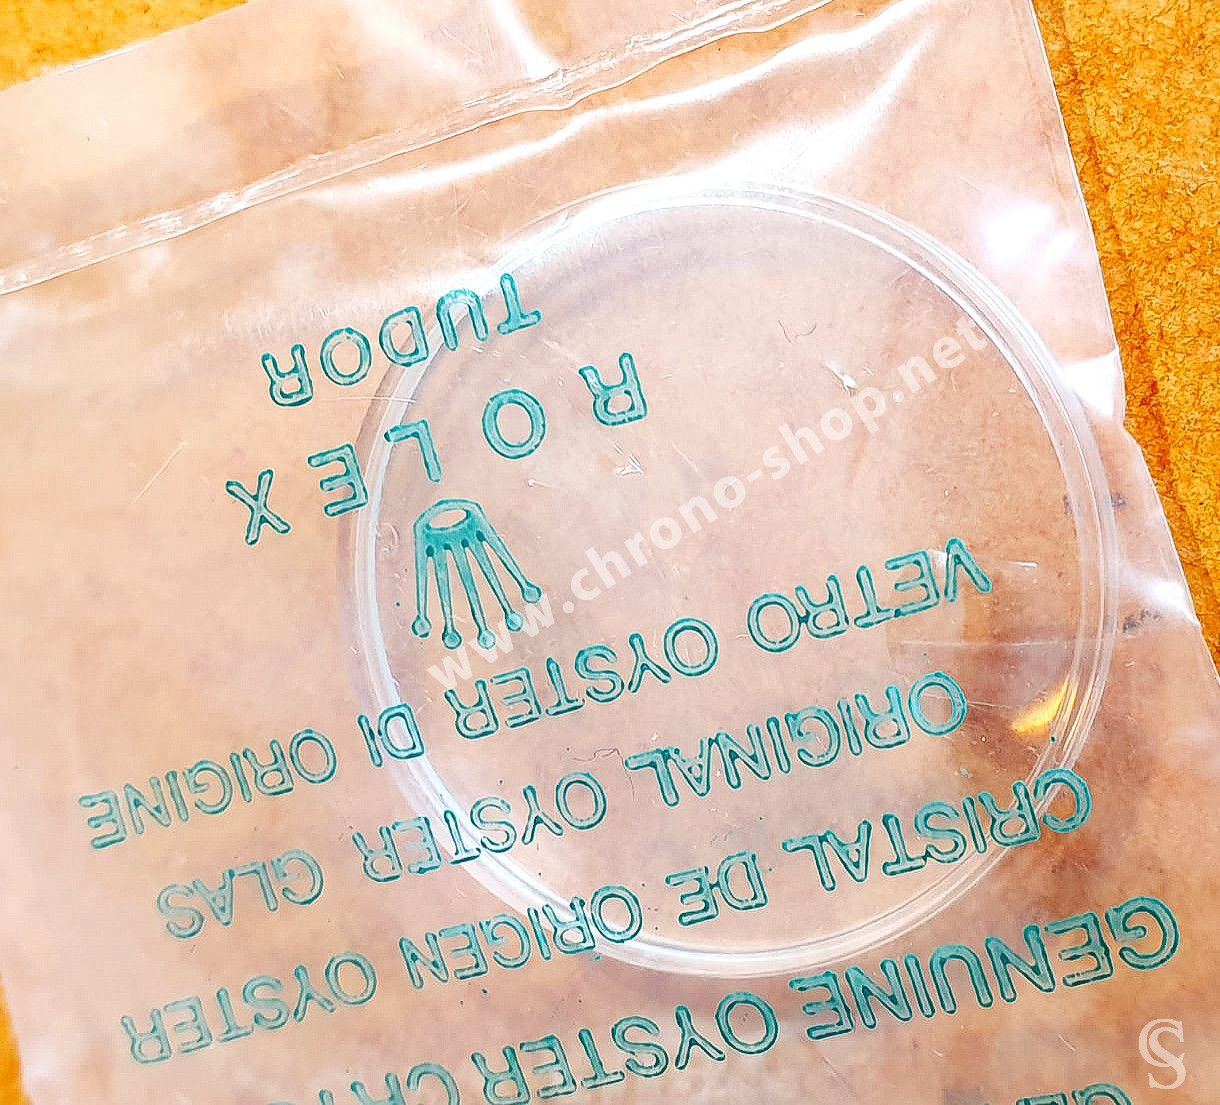 GENUINE OYSTER
CRISTAL DE ORIGEN OYSTER
ORIGINAL OYSTER GLAS
VETRO OYSTER DI ORIGINE
ROLEX
TUDOR
www.chrono-shop.net